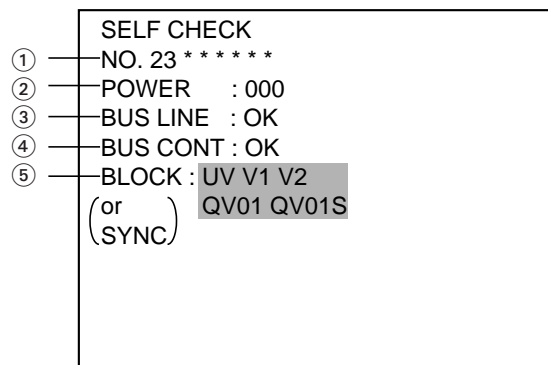 SELF CHECK
① NO. 23 * * * * * *
② POWER : 000
③ BUS LINE : OK
④ BUS CONT : OK
⑤ BLOCK : UV V1 V2
(or QV01 QV01S
SYNC)